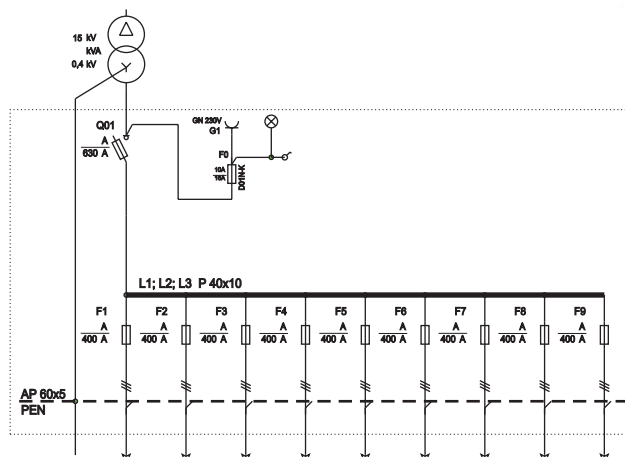 15 kV
kVA
0,4 kV
Q01
A
630 A
GN 230V
G1
F0
10A
16A
D01N-K
L1; L2; L3 P 40x10
F1
A
400 A
F2
A
400 A
F3
A
400 A
F4
A
400 A
F5
A
400 A
F6
A
400 A
F7
A
400 A
F8
A
400 A
F9
A
400 A
AP 60x5
PEN